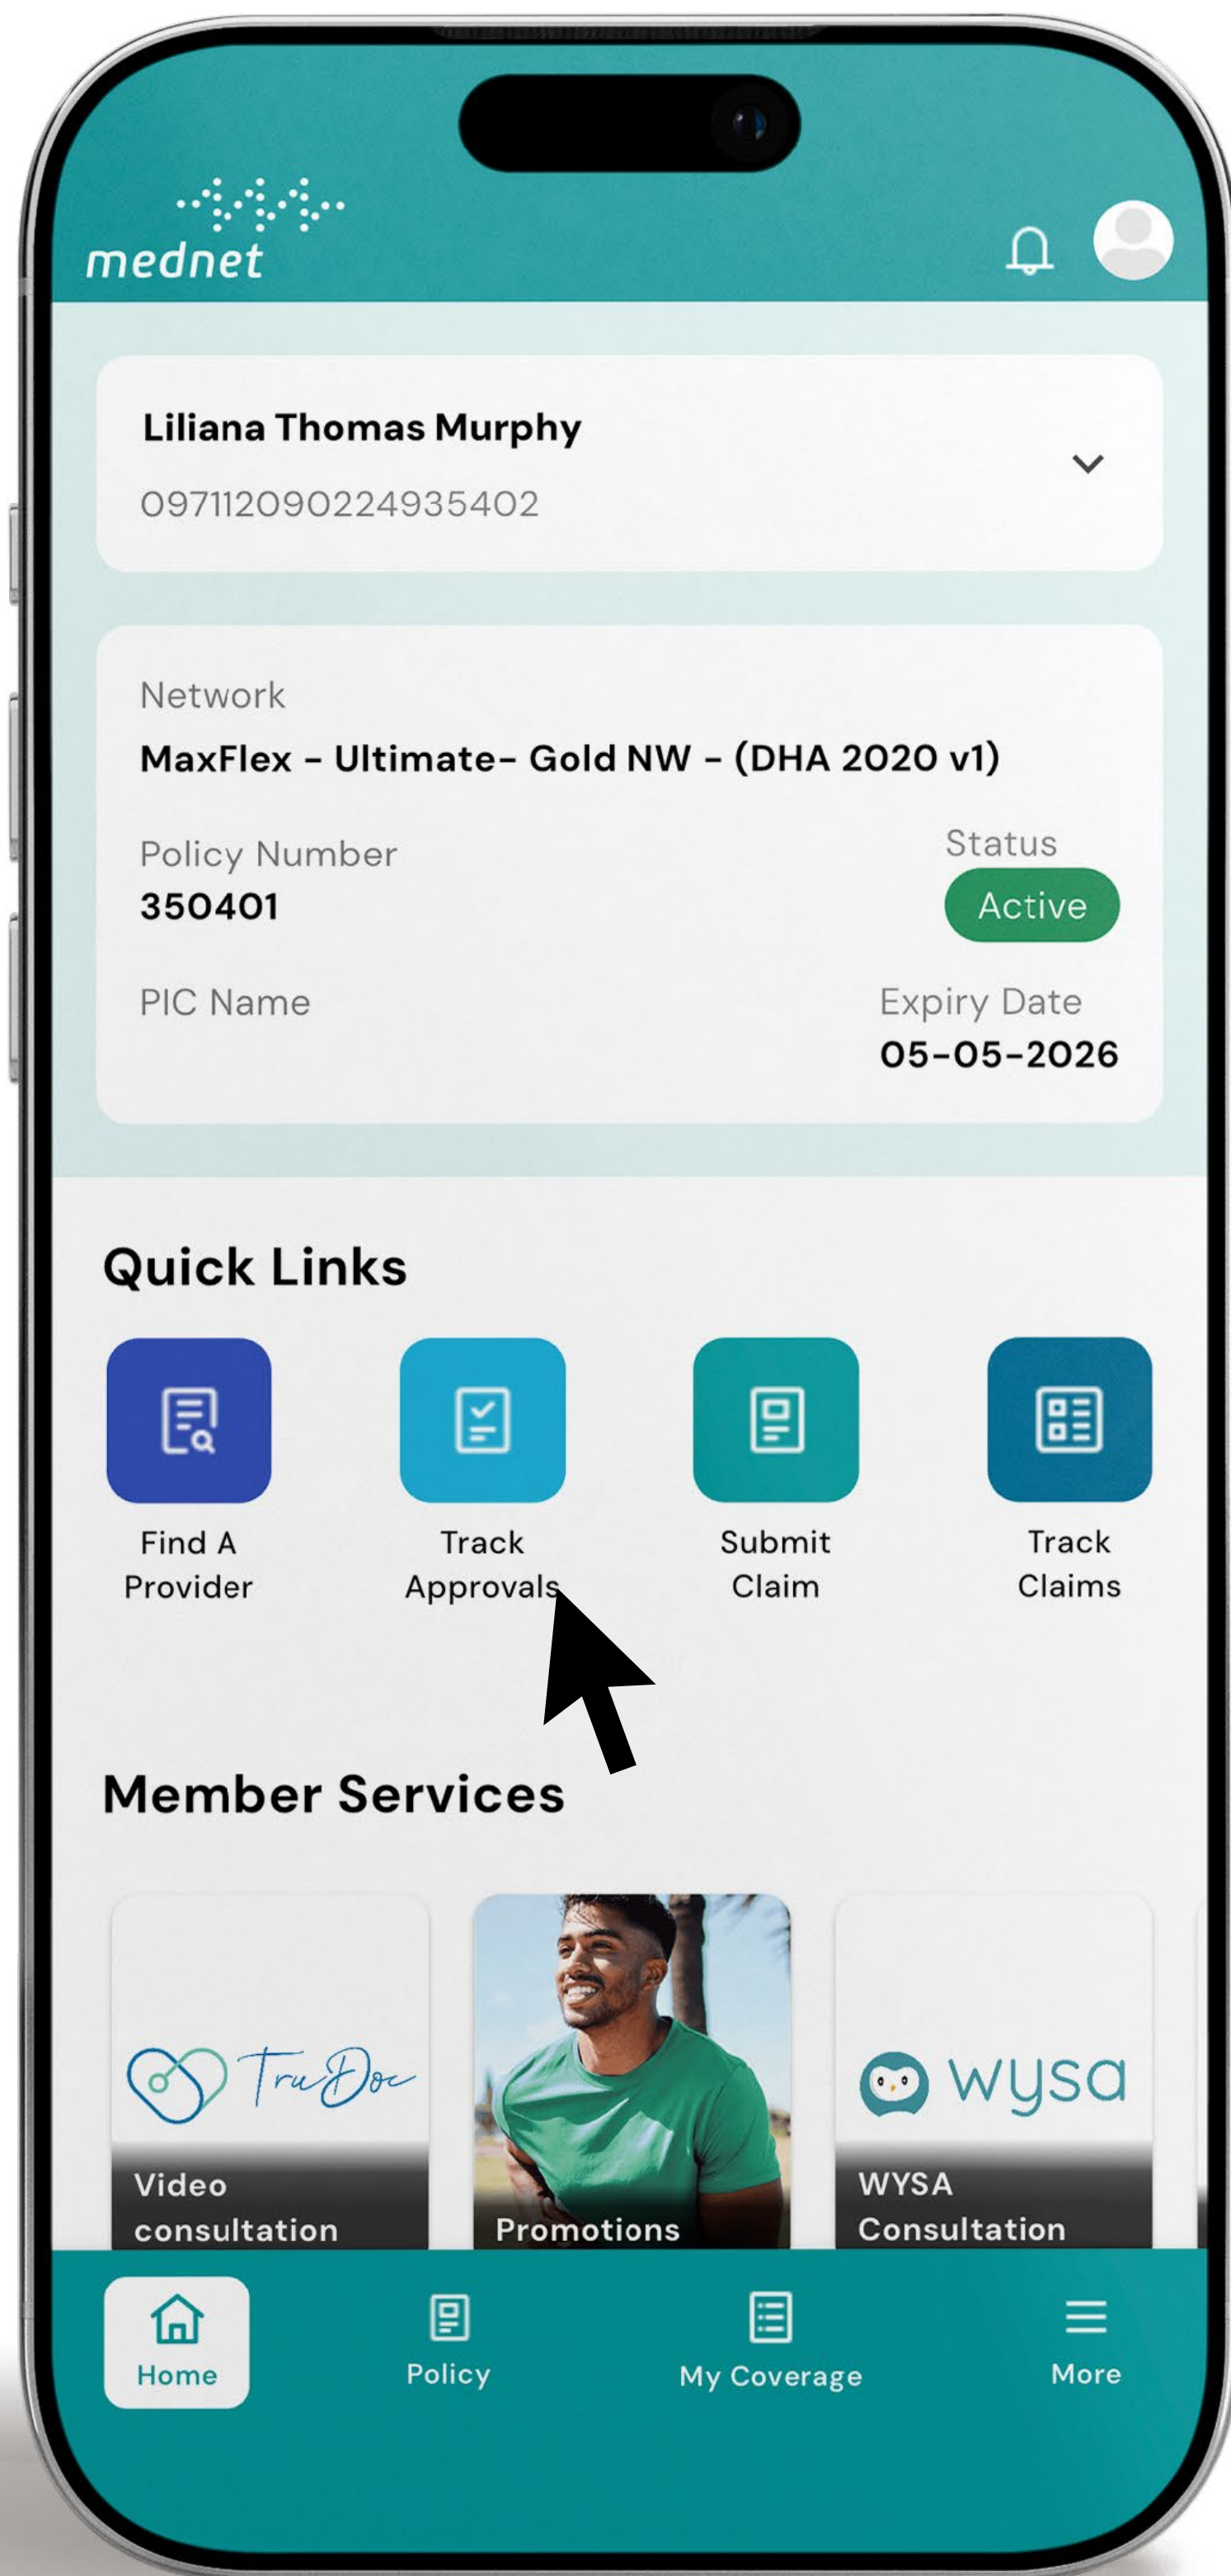 mednet
Liliana Thomas Murphy
097112090224935402
Network
MaxFlex - Ultimate- Gold NW - (DHA 2020 v1)
Policy Number
350401
Status
Active
PIC Name
Expiry Date
05-05-2026
Quick Links
Find A
Provider
Track
Approvals
Submit
Claim
Track
Claims
Member Services
TruDoc
Video
consultation
Promotions
wysa
WYSA
Consultation
Home
Policy
My Coverage
More